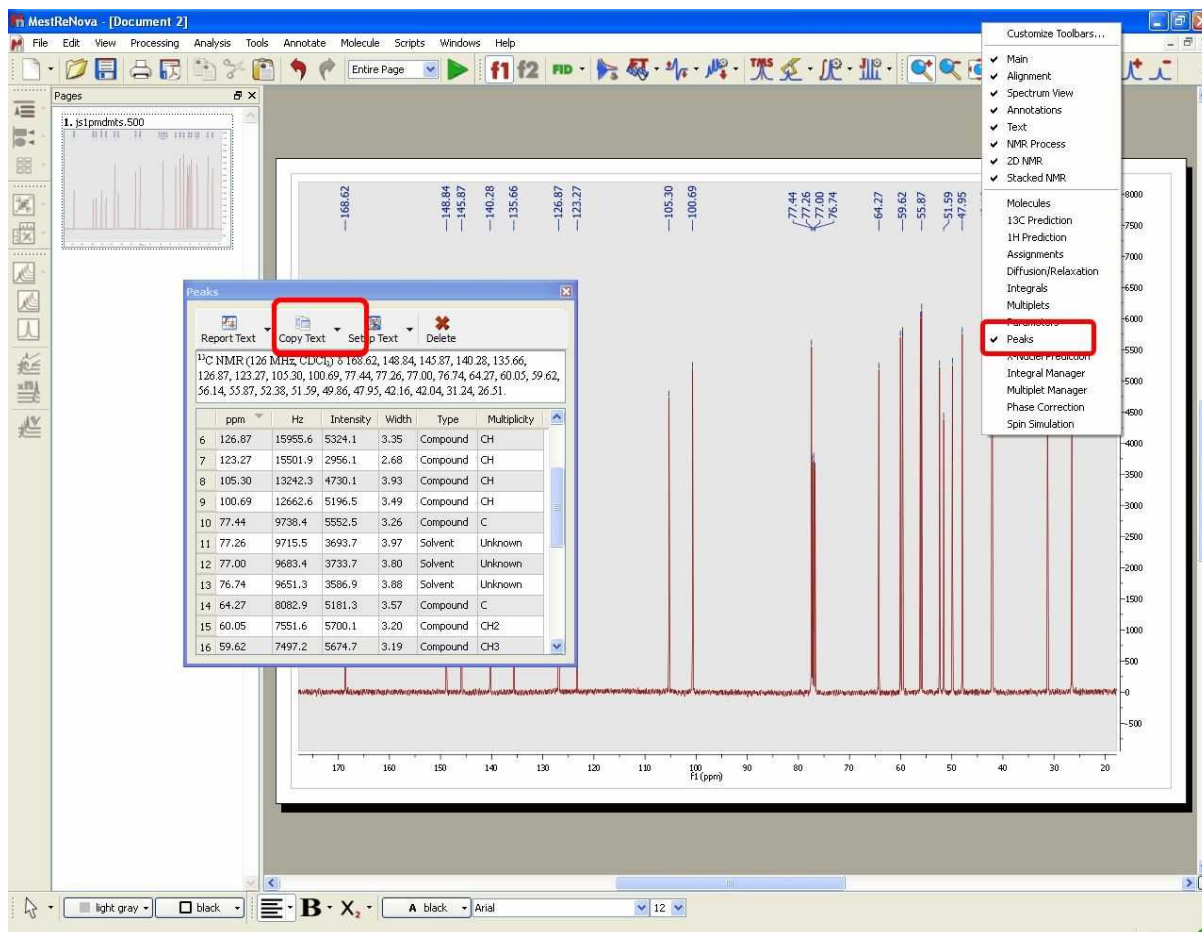 MestReNova - [Document 2]
File Edit View Processing Analysis Tools Annotate Molecule Scripts Windows Help
Entire Page f1 f2 FID TMS
Pages
1. js1pmdmts.500
Customize Toolbars...
Main
Alignment
Spectrum View
Annotations
Text
NMR Process
2D NMR
Stacked NMR
Molecules
13C Prediction
1H Prediction
Assignments
Diffusion/Relaxation
Integrals
Multiplets
Parameters
Peaks
X-Nuclei Prediction
Integral Manager
Multiplet Manager
Phase Correction
Spin Simulation
168.62 148.84 145.87 140.28 135.66 126.87 123.27 105.30 100.69 77.44 77.26 77.00 76.74 64.27 59.62 55.87 51.59 47.95
Peaks
Report Text Copy Text Setup Text Delete
¹³C NMR (126 MHz, CDCl₃) δ 168.62, 148.84, 145.87, 140.28, 135.66,
126.87, 123.27, 105.30, 100.69, 77.44, 77.26, 77.00, 76.74, 64.27, 60.05, 59.62,
56.14, 55.87, 52.38, 51.59, 49.86, 47.95, 42.16, 42.04, 31.24, 26.51.
ppm Hz Intensity Width Type Multiplicity
6 126.87 15955.6 5324.1 3.35 Compound CH
7 123.27 15501.9 2956.1 2.68 Compound CH
8 105.30 13242.3 4730.1 3.93 Compound CH
9 100.69 12662.6 5196.5 3.49 Compound CH
10 77.44 9738.4 5552.5 3.26 Compound C
11 77.26 9715.5 3693.7 3.97 Solvent Unknown
12 77.00 9683.4 3733.7 3.80 Solvent Unknown
13 76.74 9651.3 3586.9 3.88 Solvent Unknown
14 64.27 8082.9 5181.3 3.57 Compound C
15 60.05 7551.6 5700.1 3.20 Compound CH2
16 59.62 7497.2 5674.7 3.19 Compound CH3
8000
7500
7000
6500
6000
5500
5000
4500
4000
3500
3000
2500
2000
1500
1000
500
0
-500
170 160 150 140 130 120 110 100 90 80 70 60 50 40 30 20
f1 (ppm)
light gray black B X₂ A black Arial 12